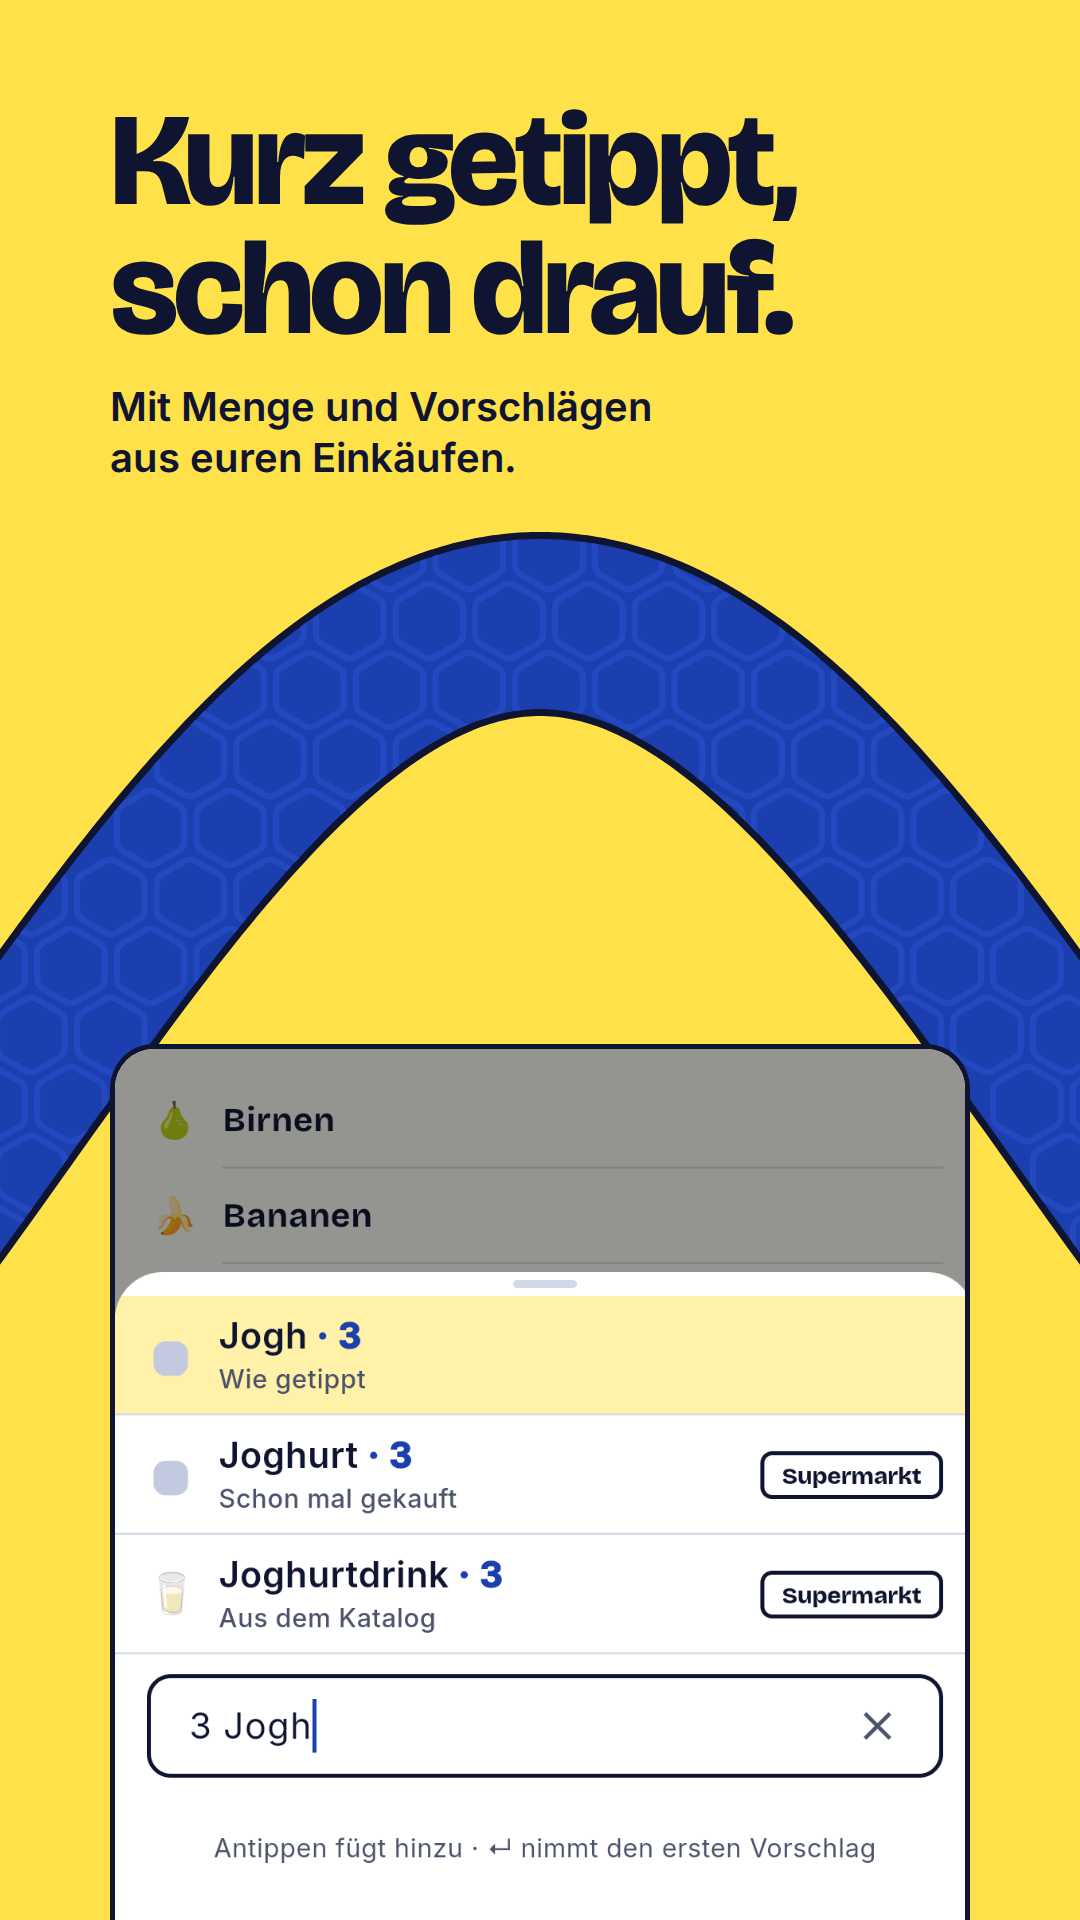 Kurz getippt,
schon drauf.
Mit Menge und Vorschlägen
aus euren Einkäufen.
Birnen
Bananen
Jogh · 3
Wie getippt
Joghurt · 3
Schon mal gekauft
Supermarkt
Joghurtdrink · 3
Aus dem Katalog
Supermarkt
3 Jogh
Antippen fügt hinzu · ↵ nimmt den ersten Vorschlag